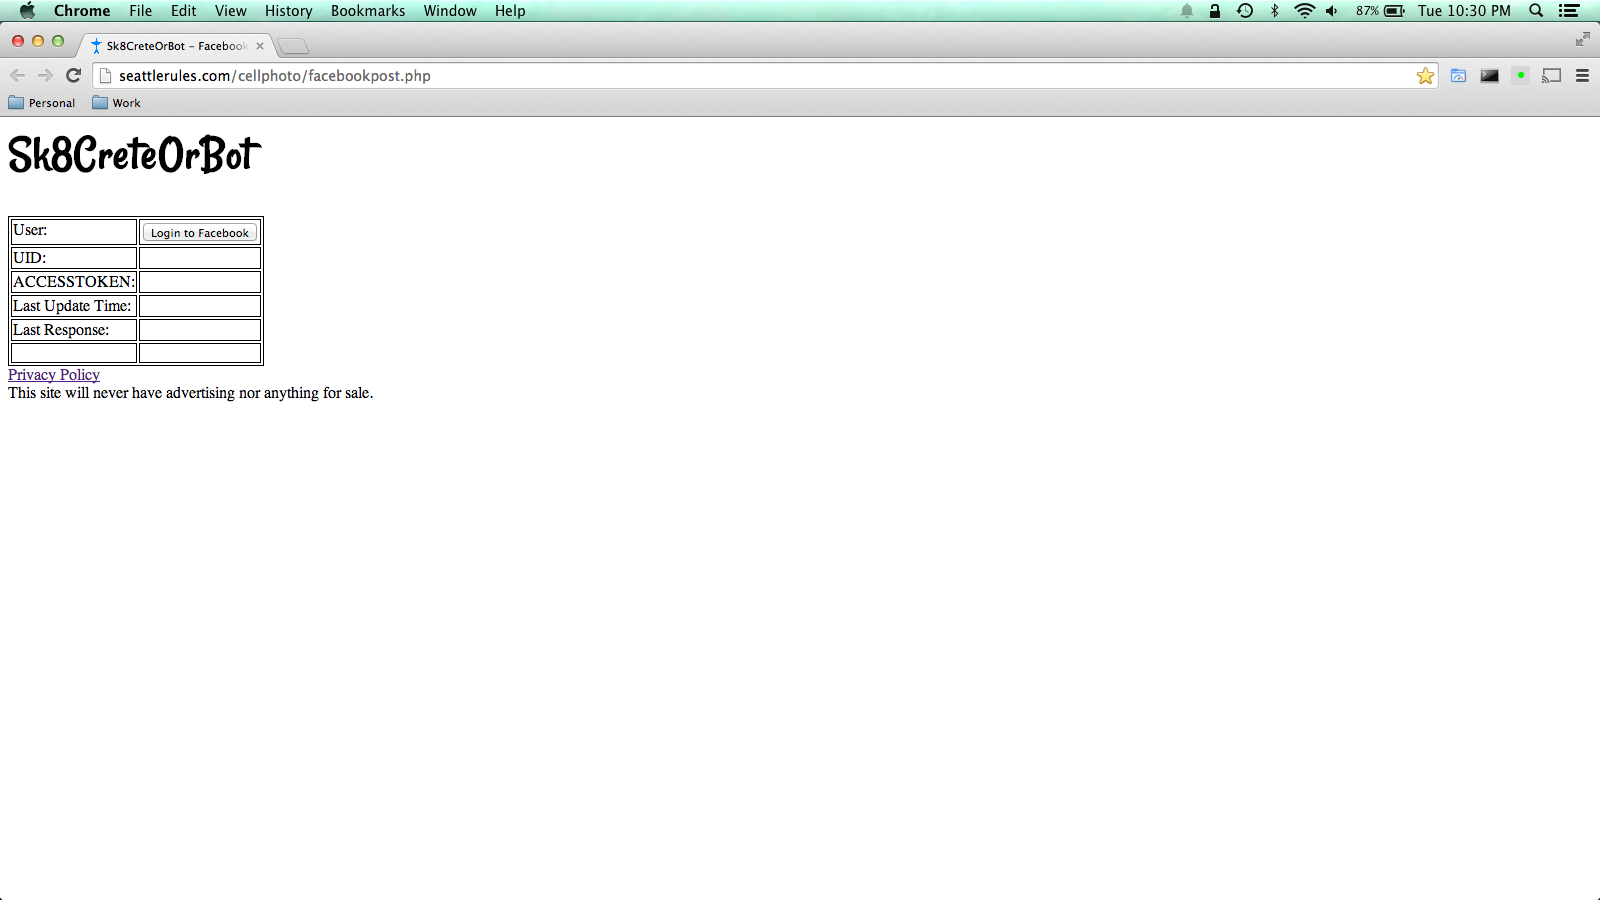 Chrome File Edit View History Bookmarks Window Help 87% Tue 10:30 PM
Sk8CreteOrBot - Facebook
seattlerules.com/cellphoto/facebookpost.php
Personal Work
Sk8CreteOrBot
User: Login to Facebook
UID:
ACCESSTOKEN:
Last Update Time:
Last Response:
Privacy Policy
This site will never have advertising nor anything for sale.